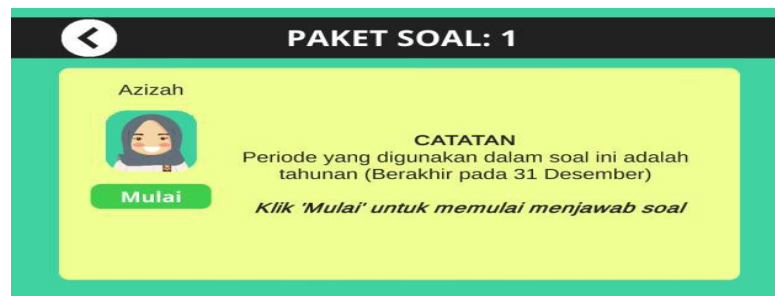 PAKET SOAL: 1
Azizah
Mulai
CATATAN
Periode yang digunakan dalam soal ini adalah
tahunan (Berakhir pada 31 Desember)
Klik 'Mulai' untuk memulai menjawab soal